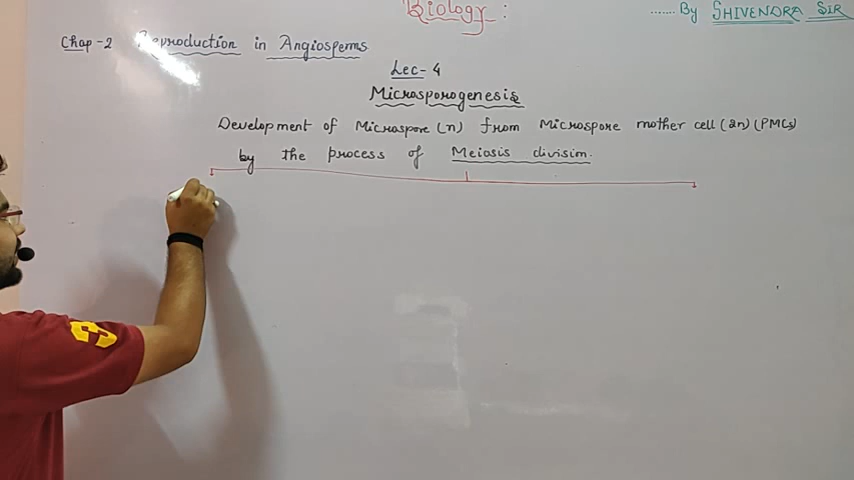 Biology :
....... By SHIVENDRA SIR
Chap-2 Reproduction in Angiosperms
Lec-4
Microsporogenesis
Development of Microspore (n) from Microspore mother cell (2n) (PMCs)
by the process of Meiosis division.